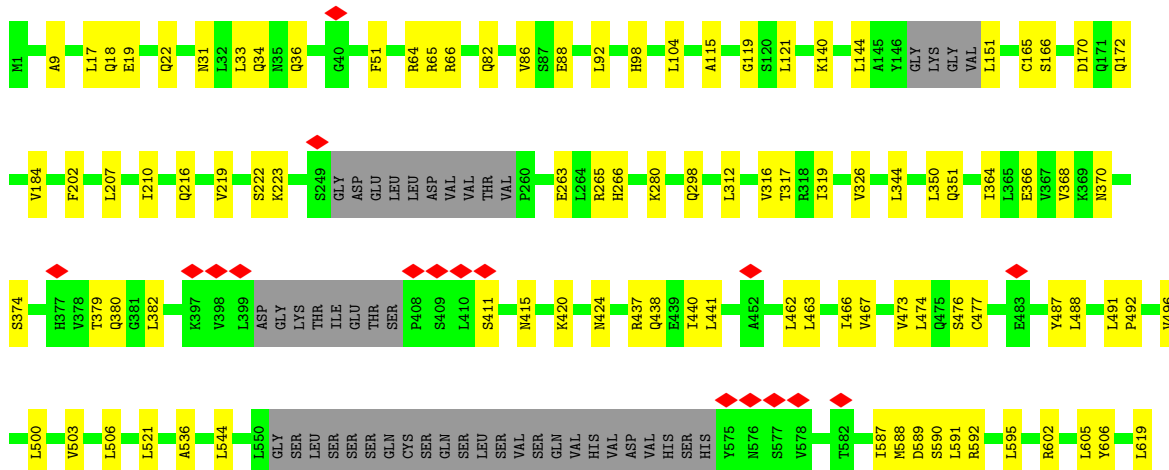 M1 A9 L17 Q18 E19 Q22 N31 L32 L33 Q34 N35 Q36 G40 F51 R64 R65 R66 Q82 V86 S87 E88 L92 H98 L104 A115 G119 S120 L121 K140 L144 A145 Y146 GLY LYS GLY VAL L151 C165 S166 D170 Q171 Q172
V184 F202 L207 I210 Q216 V219 S222 K223 S249 GLY ASP GLU LEU LEU ASP VAL VAL THR VAL P260 E263 L264 R265 H266 K280 Q298 L312 V316 T317 R318 I319 V326 L344 L350 Q351 I364 L365 E366 V367 V368 K369 N370
S374 H377 V378 T379 Q380 G381 L382 K397 V398 L399 ASP GLY LYS THR ILE GLU THR SER P408 S409 L410 S411 N415 K420 N424 R437 Q438 E439 I440 L441 A452 L462 L463 I466 V467 V473 L474 Q475 S476 C477 E483 Y487 L488 L491 P492 V496
L500 V503 L506 L521 A536 L544 L550 GLY SER LEU SER SER SER GLN CYS SER GLN SER LEU SER VAL SER GLN VAL HIS VAL ASP VAL HIS SER HIS Y575 N576 S577 V578 T582 I587 M588 D589 S590 L591 R592 L595 R602 L605 Y606 L619